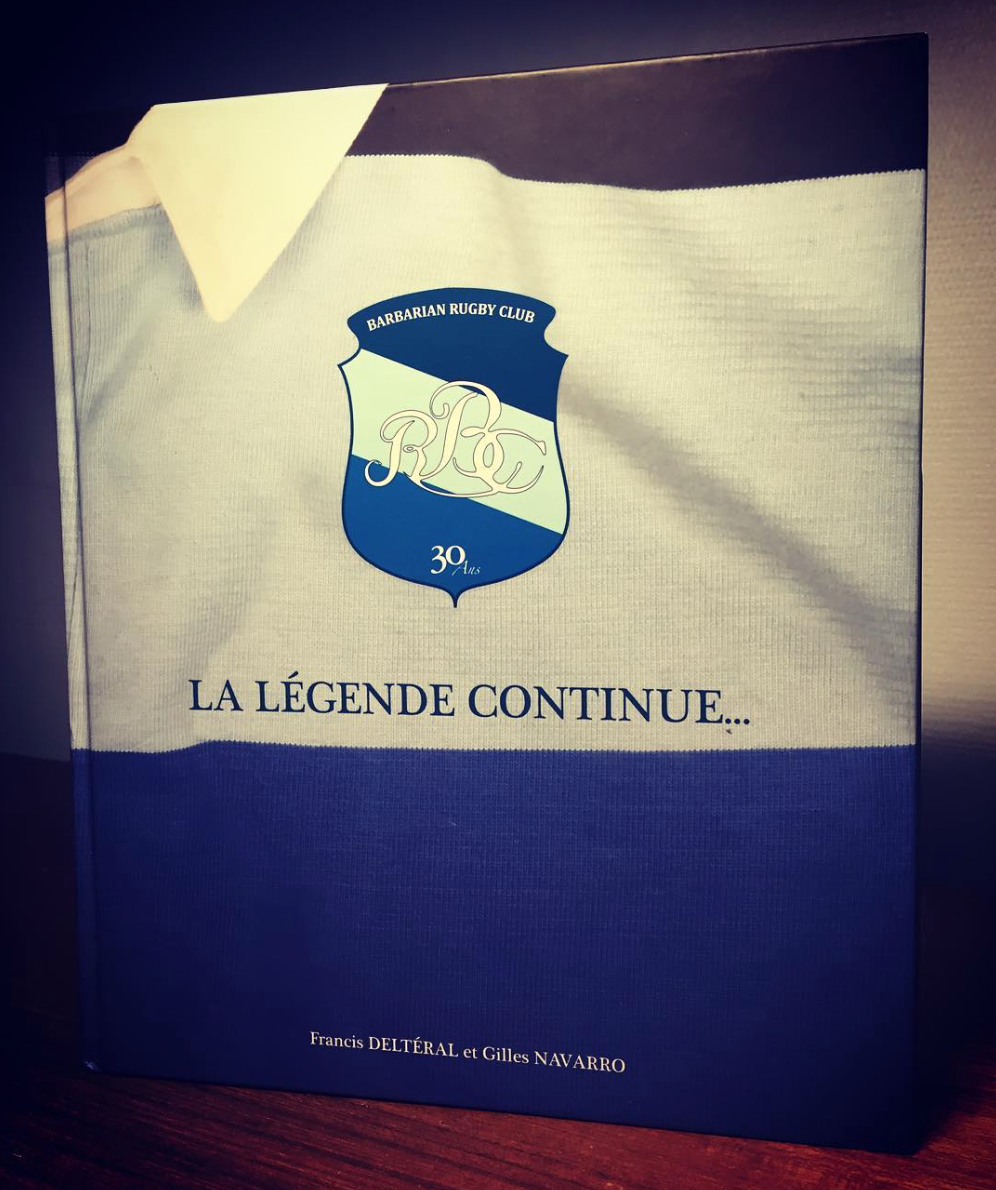 BARBARIAN RUGBY CLUB
RBC
30 Ans
LA LÉGENDE CONTINUE...
Francis DELTÉRAL et Gilles NAVARRO